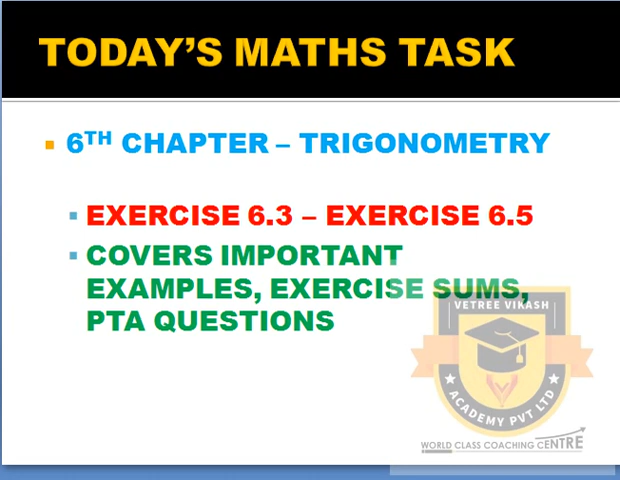 TODAY'S MATHS TASK
6TH CHAPTER – TRIGONOMETRY
EXERCISE 6.3 – EXERCISE 6.5
COVERS IMPORTANT
EXAMPLES, EXERCISE SUMS,
PTA QUESTIONS
VETREE VIKASH
ACADEMY PVT LTD
WORLD CLASS COACHING CENTRE